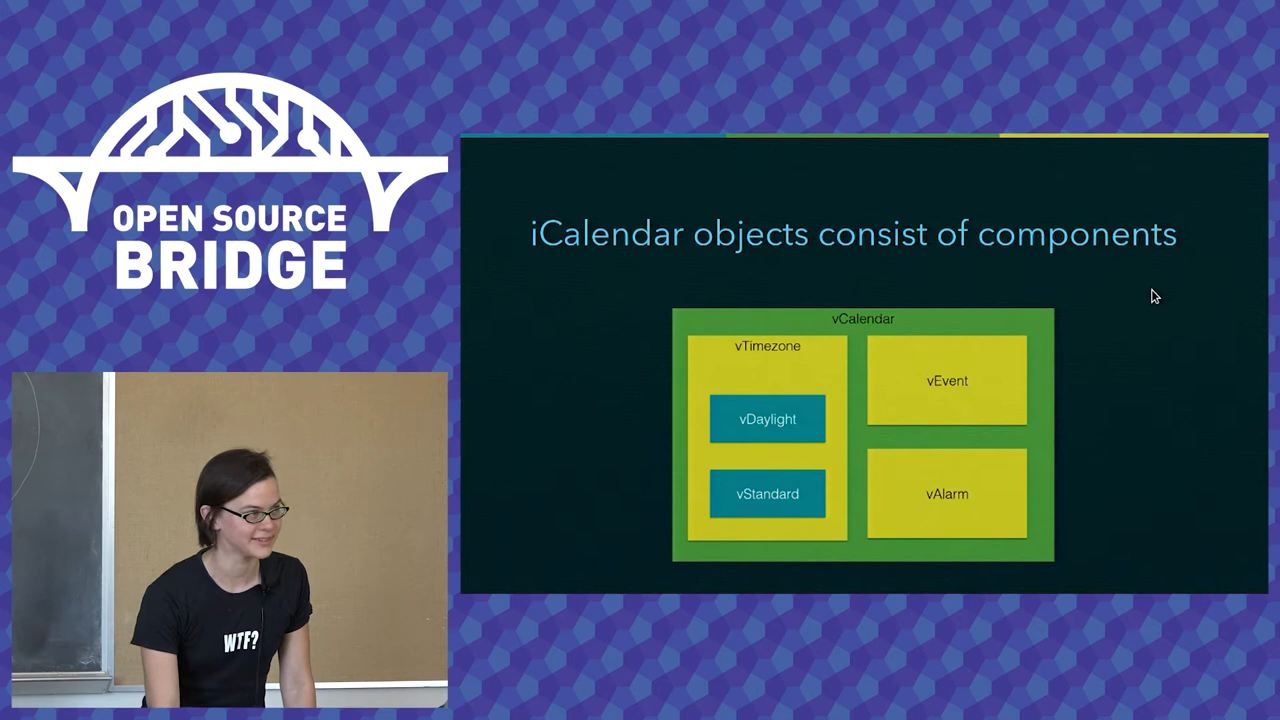 OPEN SOURCE
BRIDGE
iCalendar objects consist of components
vCalendar
vTimezone
vDaylight
vStandard
vEvent
vAlarm
WTF?